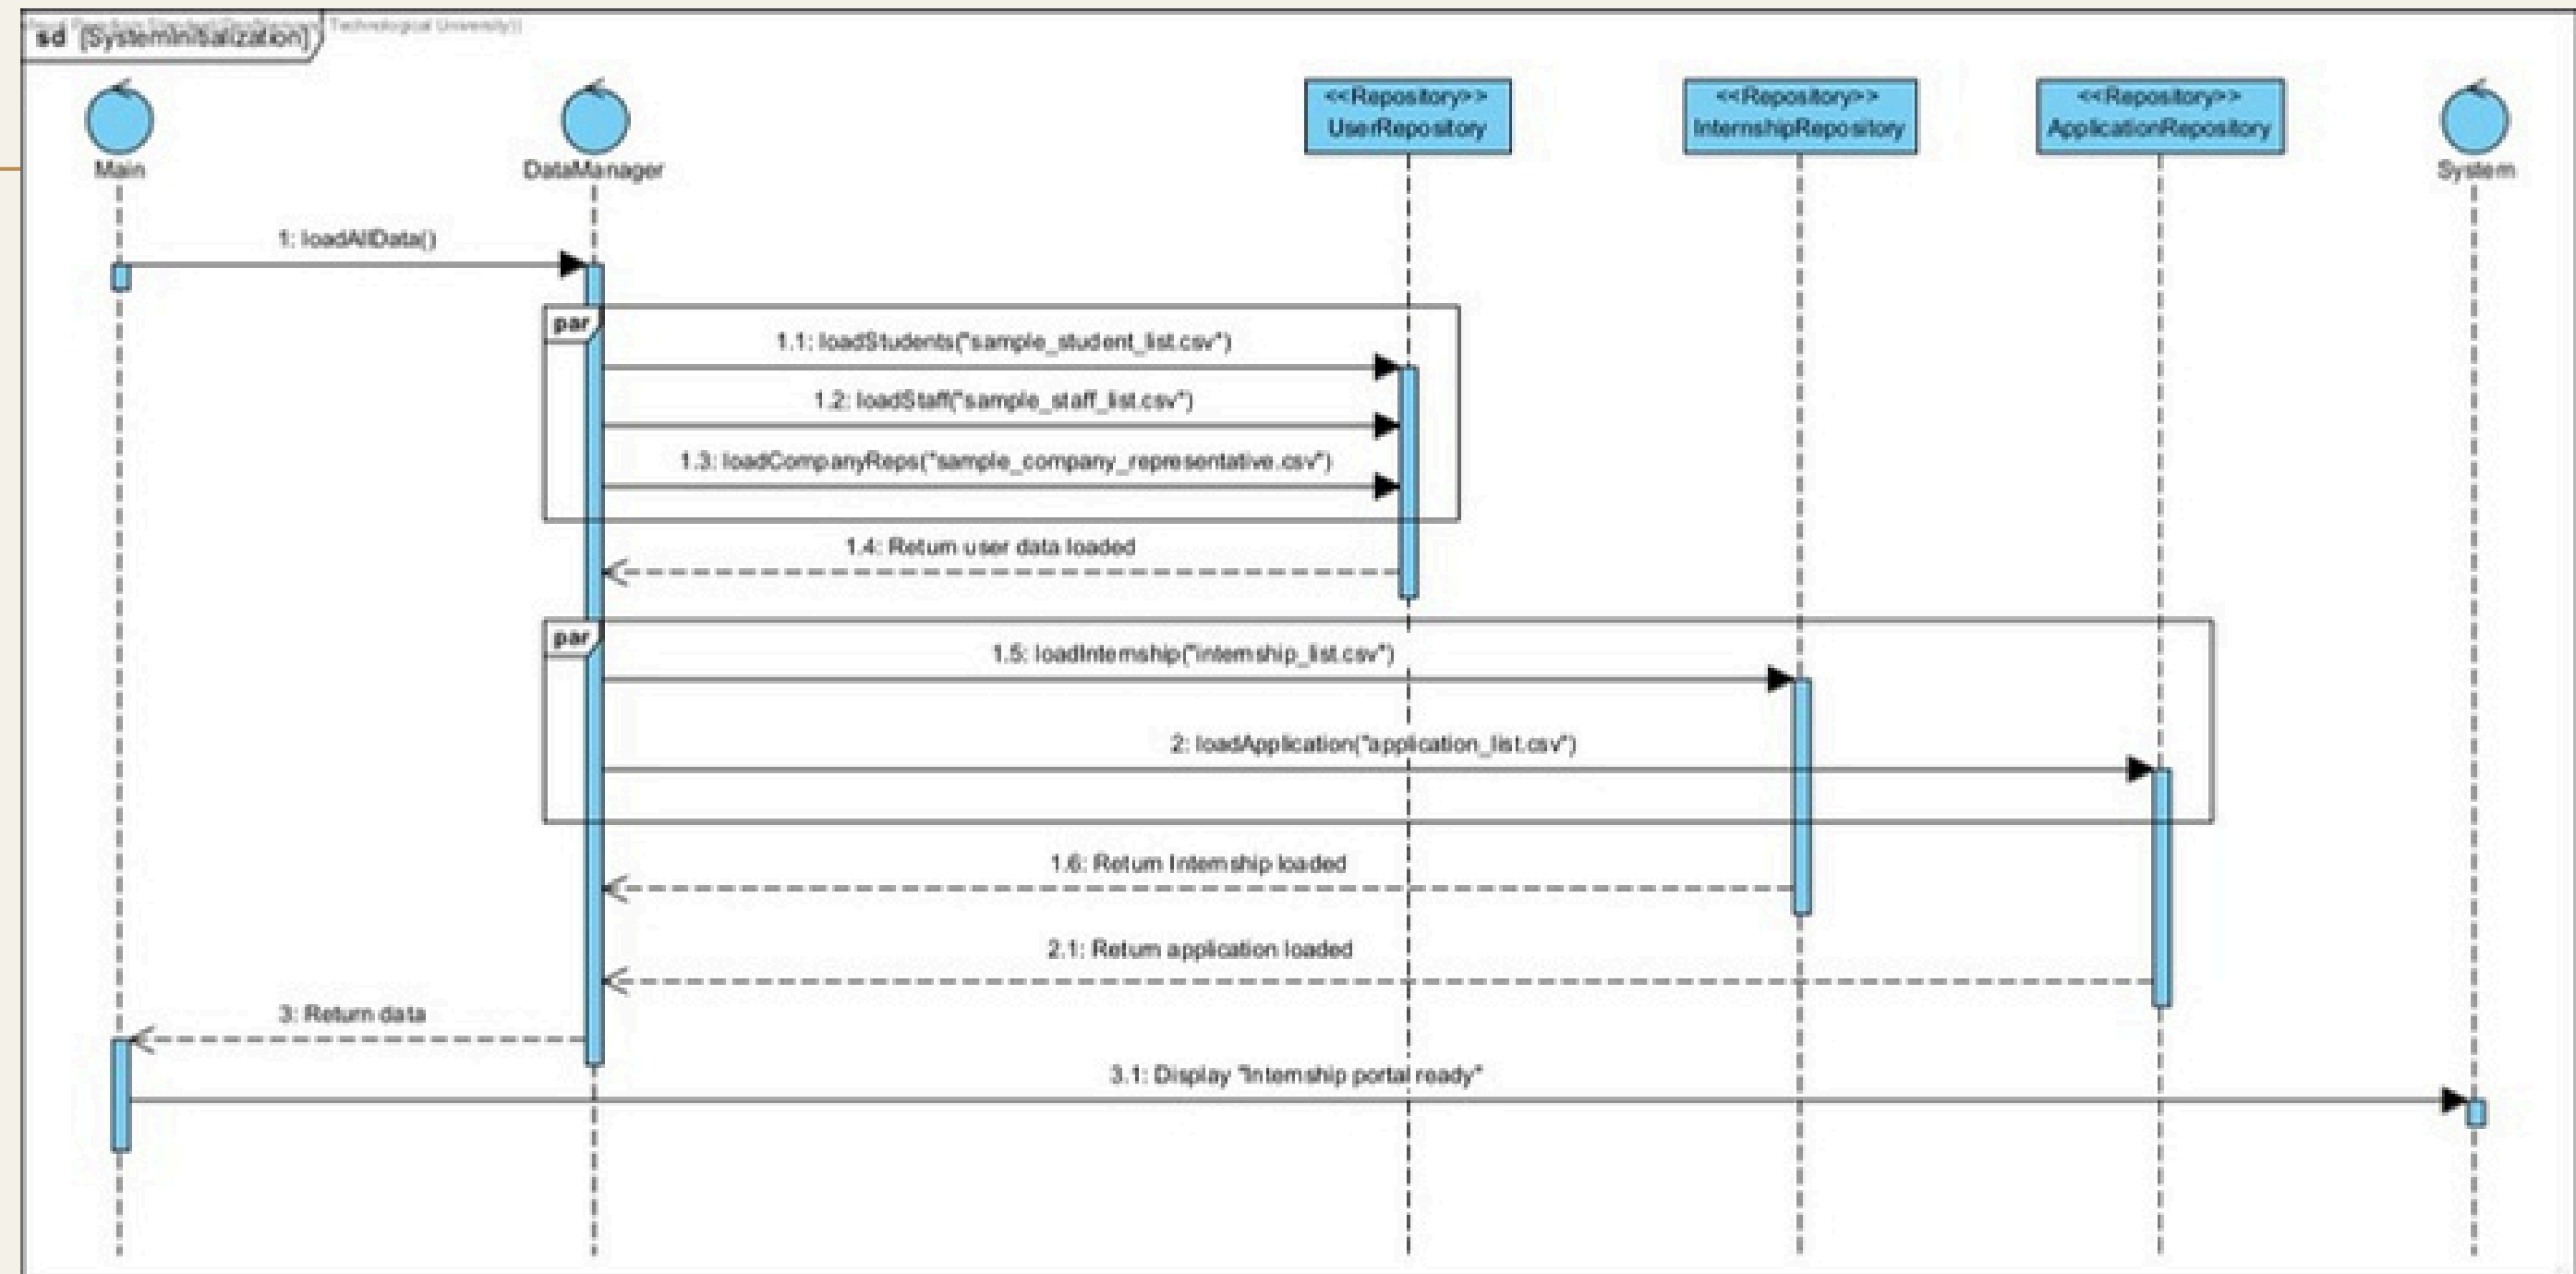 Technological University)]
sd [SystemInitialization]
<<Repository>>
UserRepository
<<Repository>>
InternshipRepository
<<Repository>>
ApplicationRepository
Main
DataManager
System
1: loadAllData()
par
1.1: loadStudents("sample_student_list.csv")
1.2: loadStaff("sample_staff_list.csv")
1.3: loadCompanyReps("sample_company_representative.csv")
1.4: Return user data loaded
par
1.5: loadInternship("internship_list.csv")
2: loadApplication("application_list.csv")
1.6: Return Internship loaded
2.1: Return application loaded
3: Return data
3.1: Display "Internship portal ready"